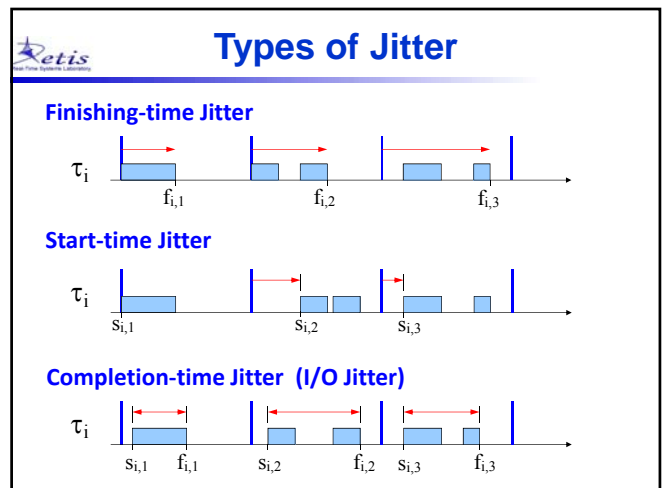 Retis
Real-Time Systems Laboratory
Types of Jitter
Finishing-time Jitter
τi
fi,1 fi,2 fi,3
Start-time Jitter
τi
si,1 si,2 si,3
Completion-time Jitter (I/O Jitter)
τi
si,1 fi,1 si,2 fi,2 si,3 fi,3